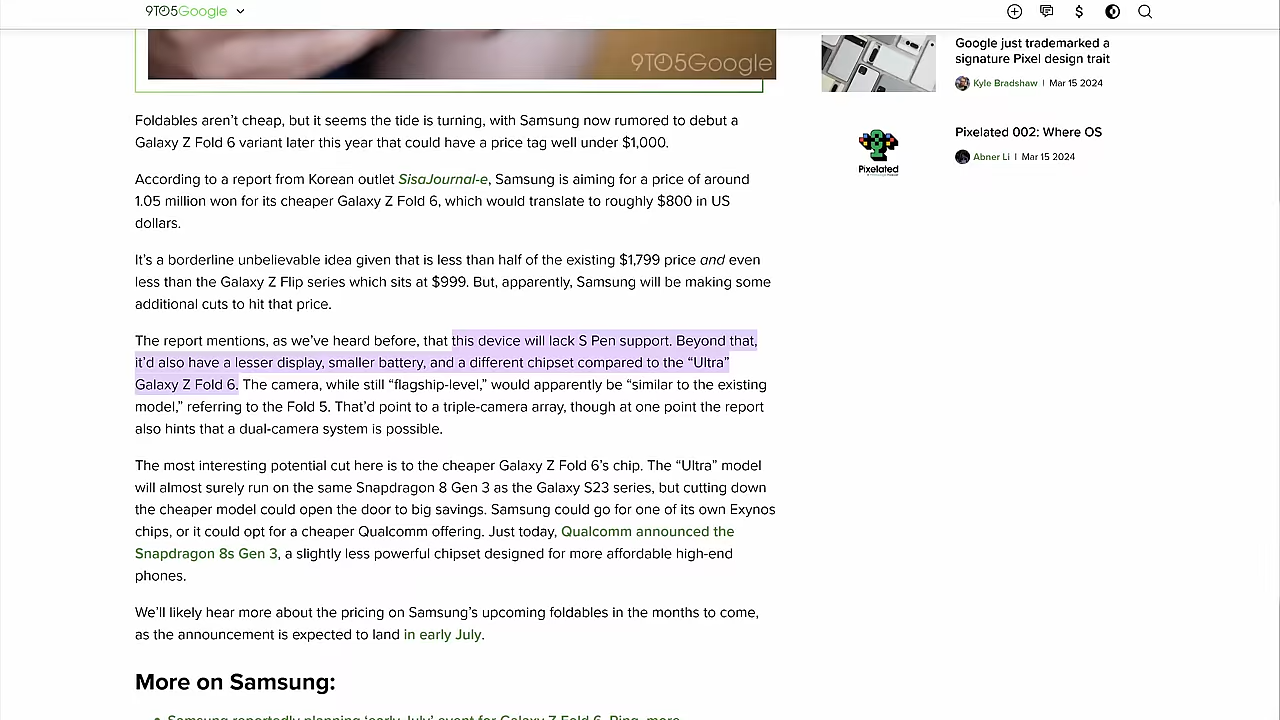 9TO5Google
9TO5Google
Foldables aren’t cheap, but it seems the tide is turning, with Samsung now rumored to debut a
Galaxy Z Fold 6 variant later this year that could have a price tag well under $1,000.
According to a report from Korean outlet SisaJournal-e, Samsung is aiming for a price of around
1.05 million won for its cheaper Galaxy Z Fold 6, which would translate to roughly $800 in US
dollars.
It’s a borderline unbelievable idea given that is less than half of the existing $1,799 price and even
less than the Galaxy Z Flip series which sits at $999. But, apparently, Samsung will be making some
additional cuts to hit that price.
The report mentions, as we’ve heard before, that this device will lack S Pen support. Beyond that,
it’d also have a lesser display, smaller battery, and a different chipset compared to the “Ultra”
Galaxy Z Fold 6. The camera, while still “flagship-level,” would apparently be “similar to the existing
model,” referring to the Fold 5. That’d point to a triple-camera array, though at one point the report
also hints that a dual-camera system is possible.
The most interesting potential cut here is to the cheaper Galaxy Z Fold 6’s chip. The “Ultra” model
will almost surely run on the same Snapdragon 8 Gen 3 as the Galaxy S23 series, but cutting down
the cheaper model could open the door to big savings. Samsung could go for one of its own Exynos
chips, or it could opt for a cheaper Qualcomm offering. Just today, Qualcomm announced the
Snapdragon 8s Gen 3, a slightly less powerful chipset designed for more affordable high-end
phones.
We’ll likely hear more about the pricing on Samsung’s upcoming foldables in the months to come,
as the announcement is expected to land in early July.
More on Samsung:
• Samsung reportedly planning ‘early July’ event for Galaxy Z Fold 6, Ring, more
Google just trademarked a
signature Pixel design trait
Kyle Bradshaw | Mar 15 2024
Pixelated
Pixelated 002: Where OS
Abner Li | Mar 15 2024